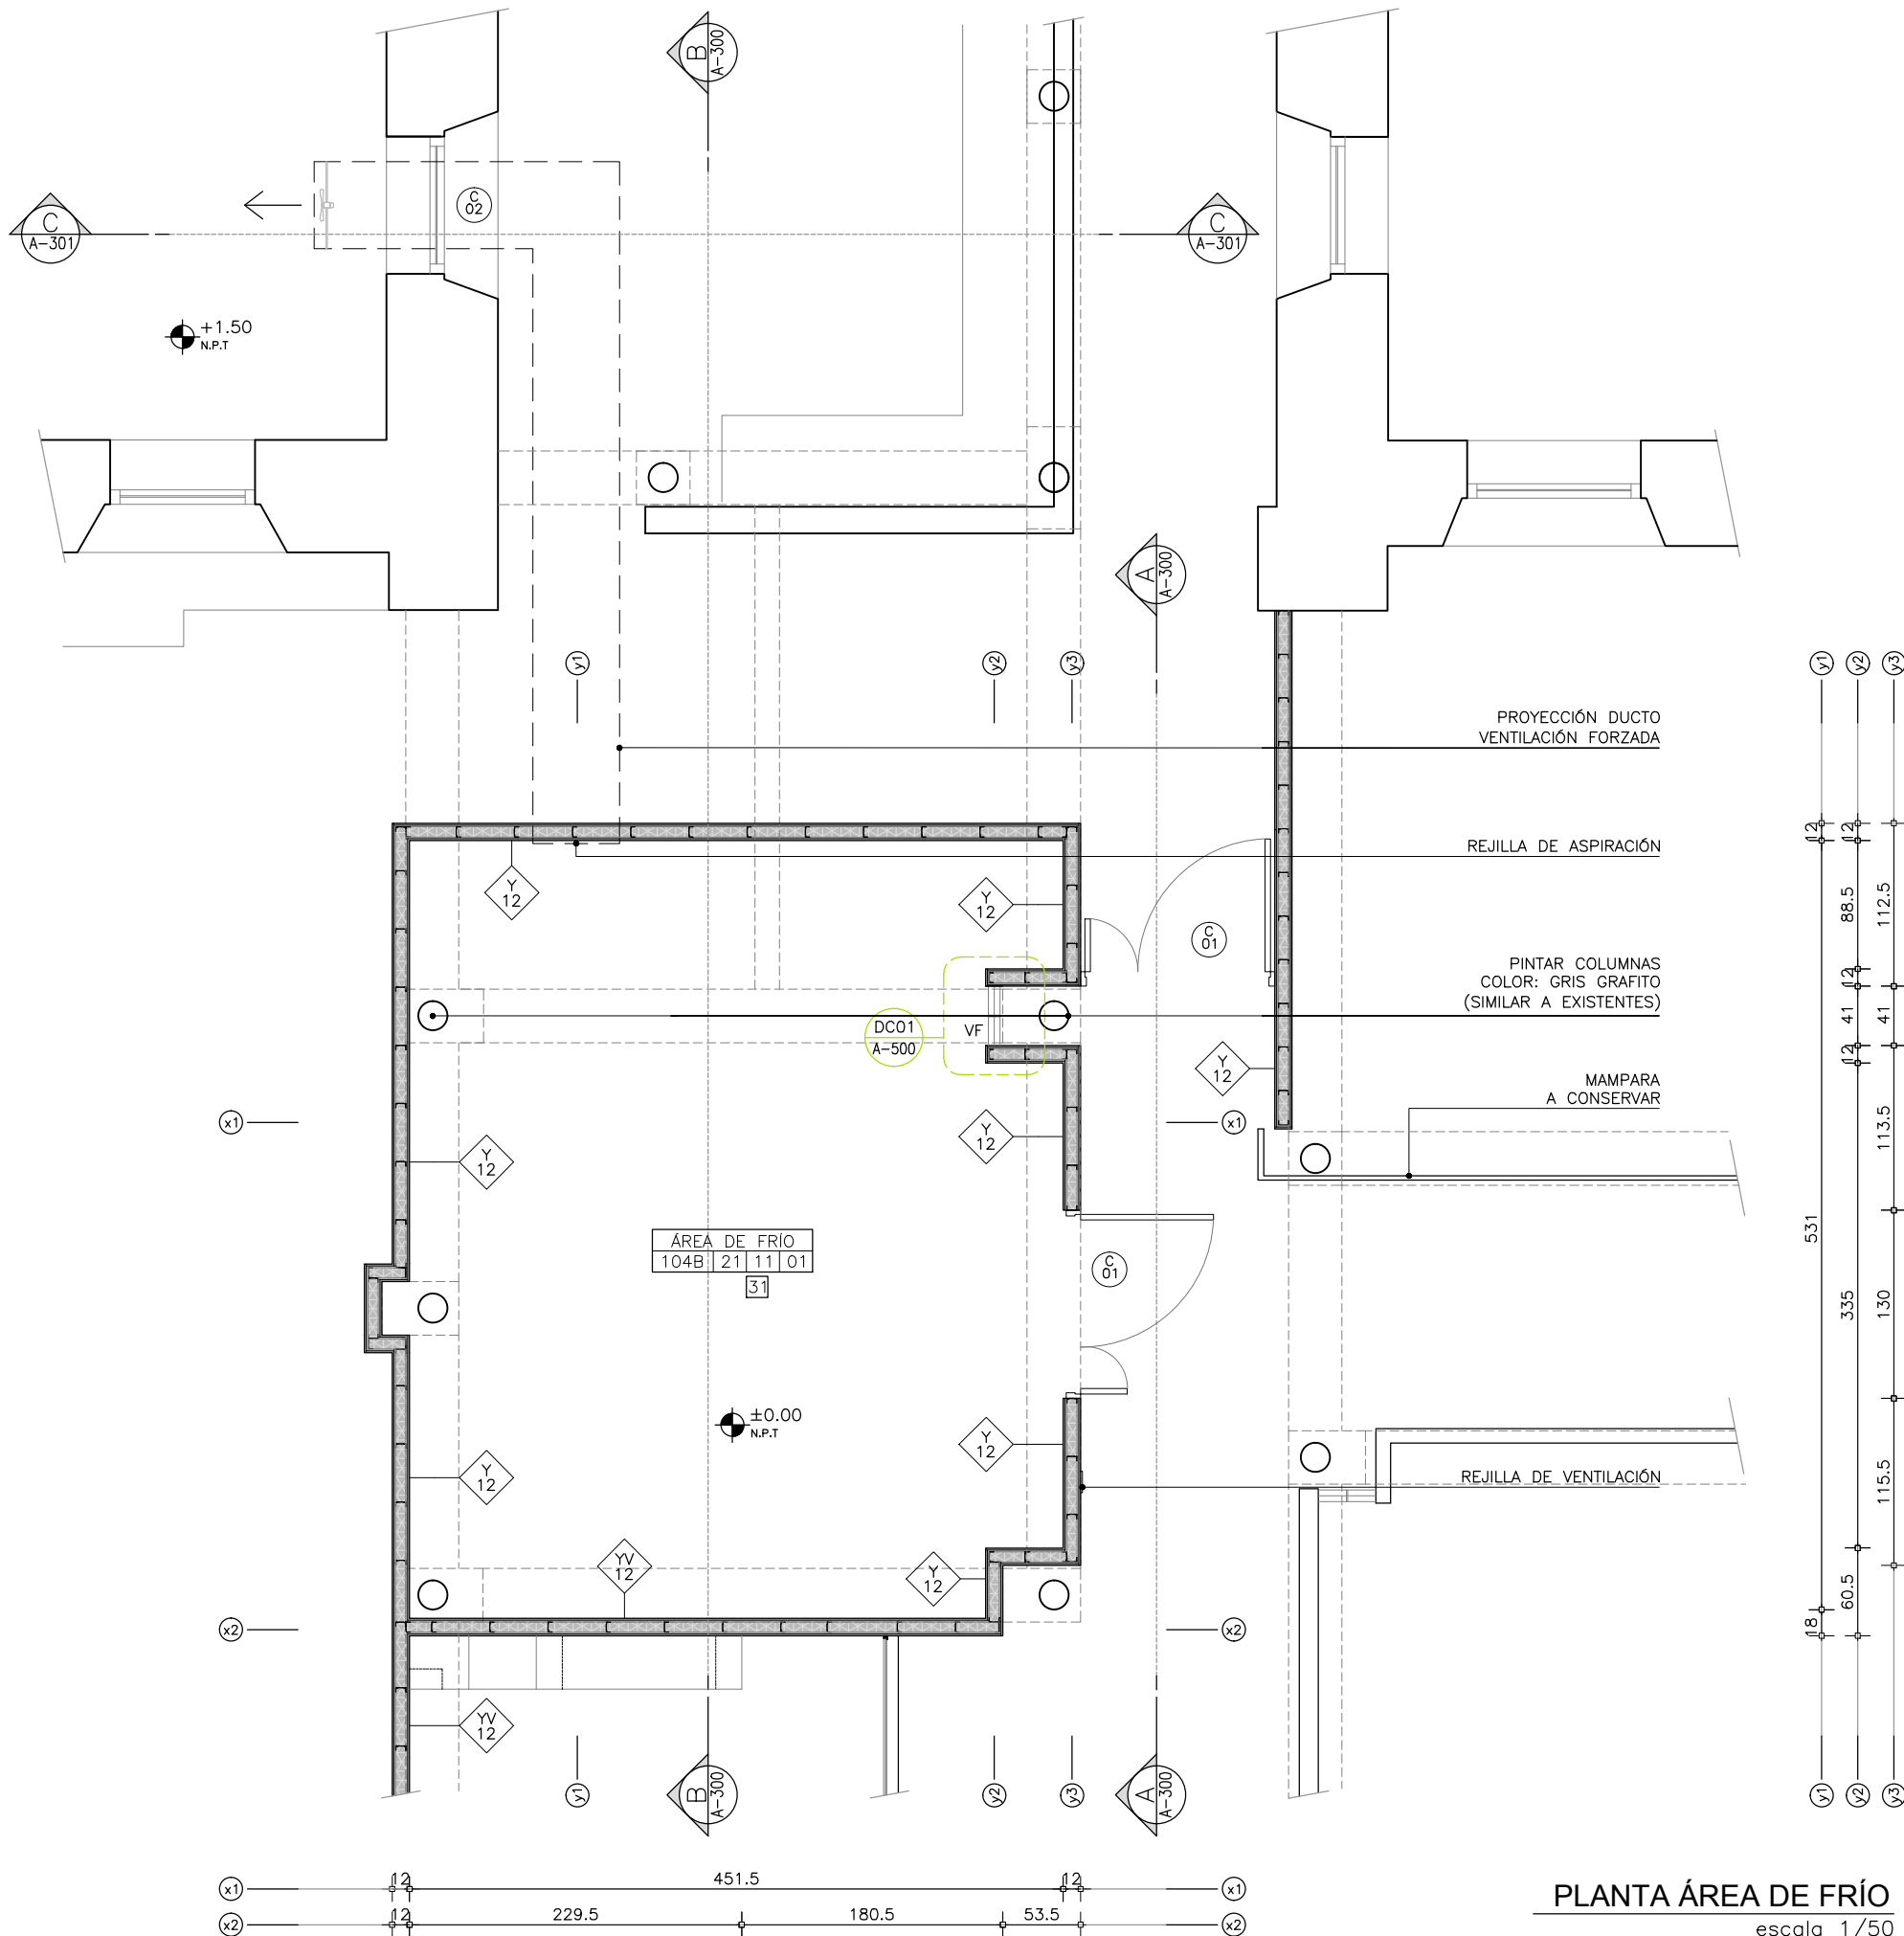 B
A-300
C
A-301
C
02
C
A-301
+1.50
N.P.T
A
A-300
y1
y2
y3
y1
y2
y3
PROYECCIÓN DUCTO
VENTILACIÓN FORZADA
REJILLA DE ASPIRACIÓN
Y
12
Y
12
C
01
PINTAR COLUMNAS
COLOR: GRIS GRAFITO
(SIMILAR A EXISTENTES)
DC01
A-500
VF
Y
12
MAMPARA
A CONSERVAR
x1
x1
Y
12
Y
12
ÁREA DE FRÍO
104B 21 11 01
31
C
01
±0.00
N.P.T
Y
12
Y
12
REJILLA DE VENTILACIÓN
YV
12
Y
12
x2
x2
YV
12
y1
B
A-300
y2
y3
A
A-300
12
531
18
12
88.5
12
41
12
335
60.5
112.5
41
113.5
130
115.5
y1
y2
y3
x1
12
451.5
12
x1
x2
12
229.5
180.5
53.5
x2
PLANTA ÁREA DE FRÍO
escala 1/50